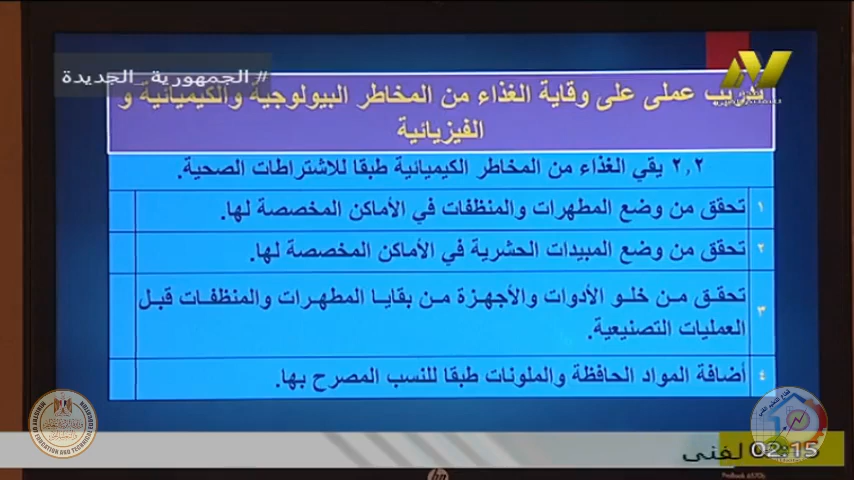 #الجمهورية_الجديدة
تدريب عملى على وقاية الغذاء من المخاطر البيولوجية والكيميائية و
الفيزيائية
٢,٢ يقي الغذاء من المخاطر الكيميائية طبقا للاشتراطات الصحية.
١ تحقق من وضع المطهرات والمنظفات في الأماكن المخصصة لها.
٢ تحقق من وضع المبيدات الحشرية في الأماكن المخصصة لها.
٣ تحقق من خلو الأدوات والأجهزة من بقايا المطهرات والمنظفات قبل
العمليات التصنيعية.
٤ أضافة المواد الحافظة والملونات طبقا للنسب المصرح بها.
لفنى
02:15
hp